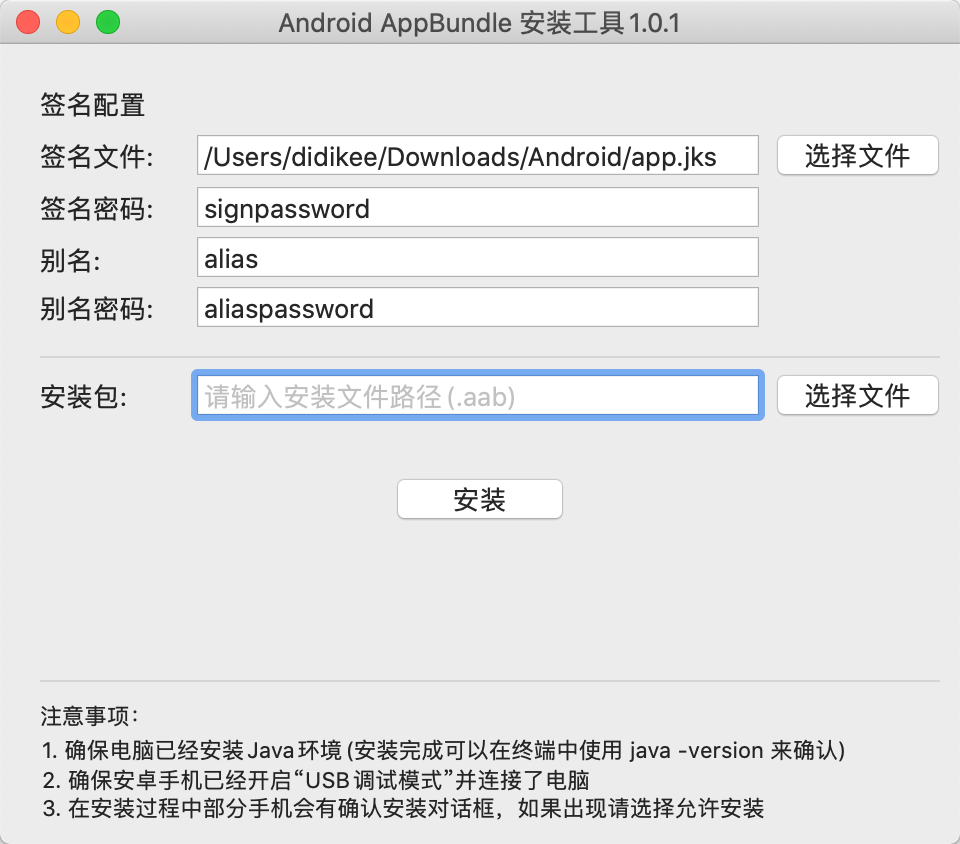 Android AppBundle 安装工具1.0.1
签名配置
签名文件: /Users/didikee/Downloads/Android/app.jks 选择文件
签名密码: signpassword
别名: alias
别名密码: aliaspassword
安装包: 请输入安装文件路径(.aab) 选择文件
安装
注意事项：
1. 确保电脑已经安装Java环境(安装完成可以在终端中使用 java -version 来确认)
2. 确保安卓手机已经开启“USB调试模式”并连接了电脑
3. 在安装过程中部分手机会有确认安装对话框，如果出现请选择允许安装